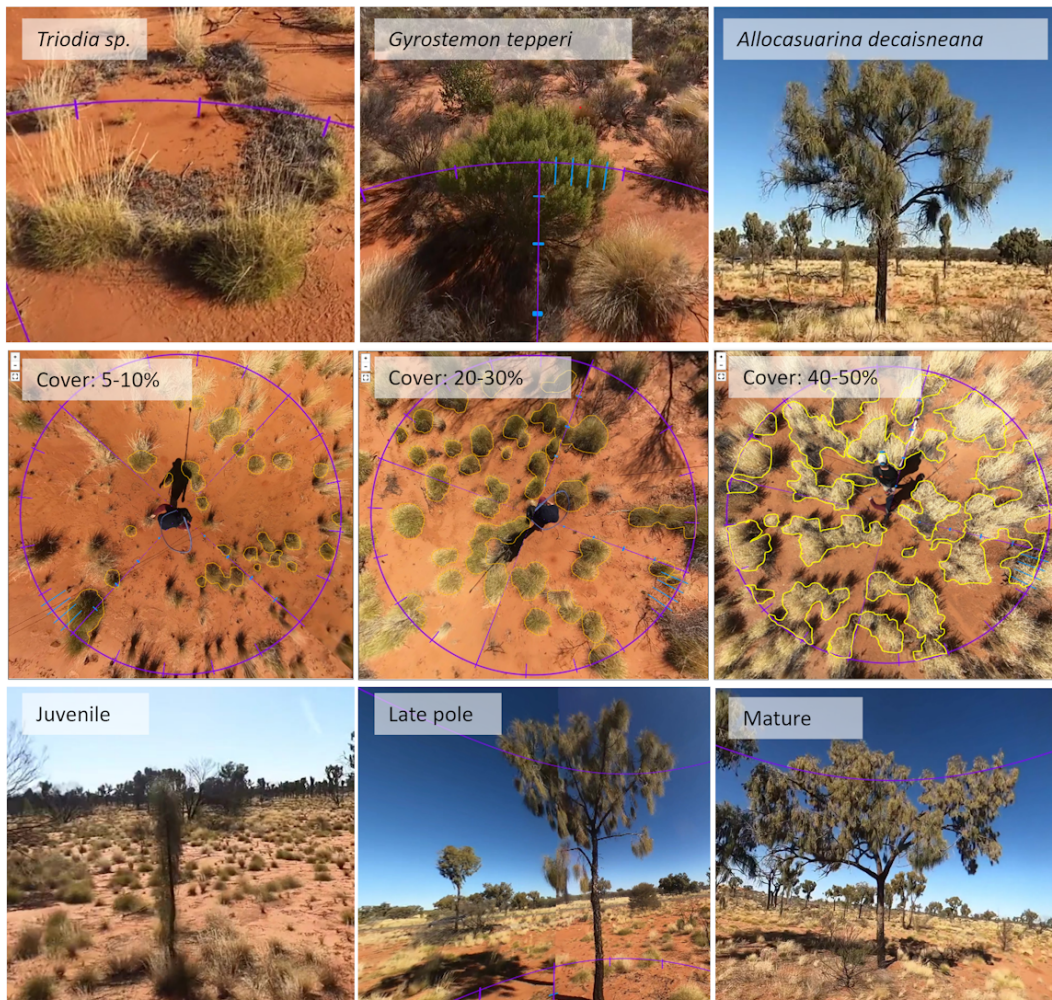 Triodia sp.
Gyrostemon tepperi
Allocasuarina decaisneana
Cover: 5-10%
Cover: 20-30%
Cover: 40-50%
Juvenile
Late pole
Mature